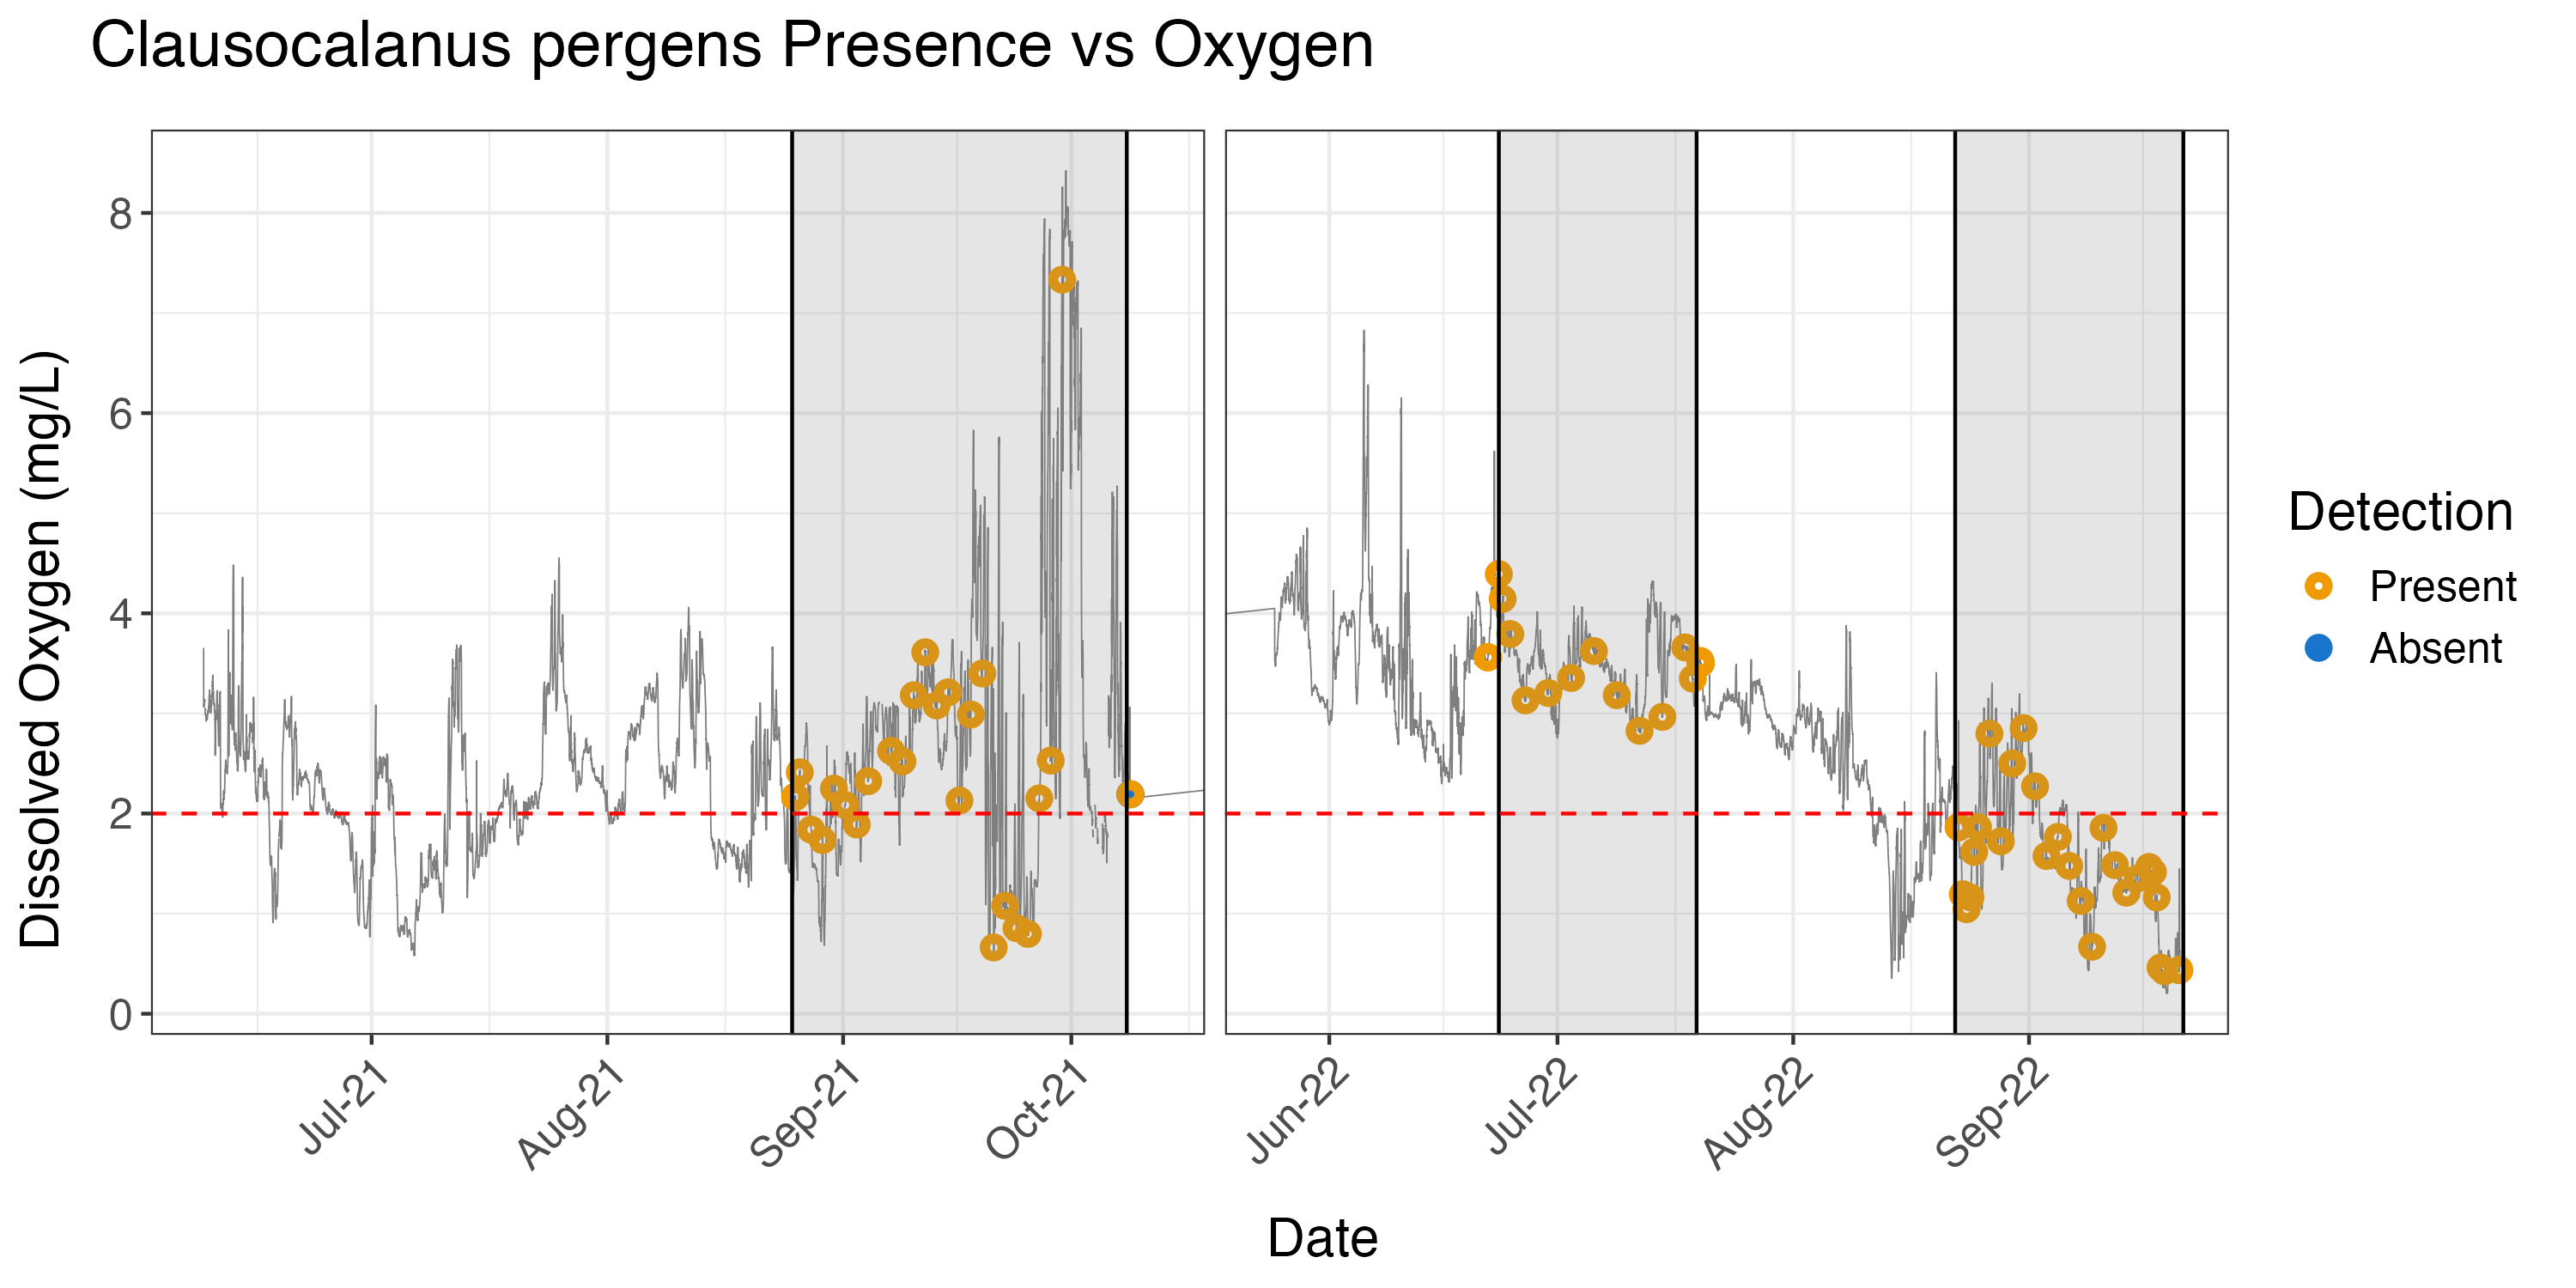 Clausocalanus pergens Presence vs Oxygen
Dissolved Oxygen (mg/L)
8
6
4
2
0
Jul-21
Aug-21
Sep-21
Oct-21
Jun-22
Jul-22
Aug-22
Sep-22
Date
Detection
Present
Absent